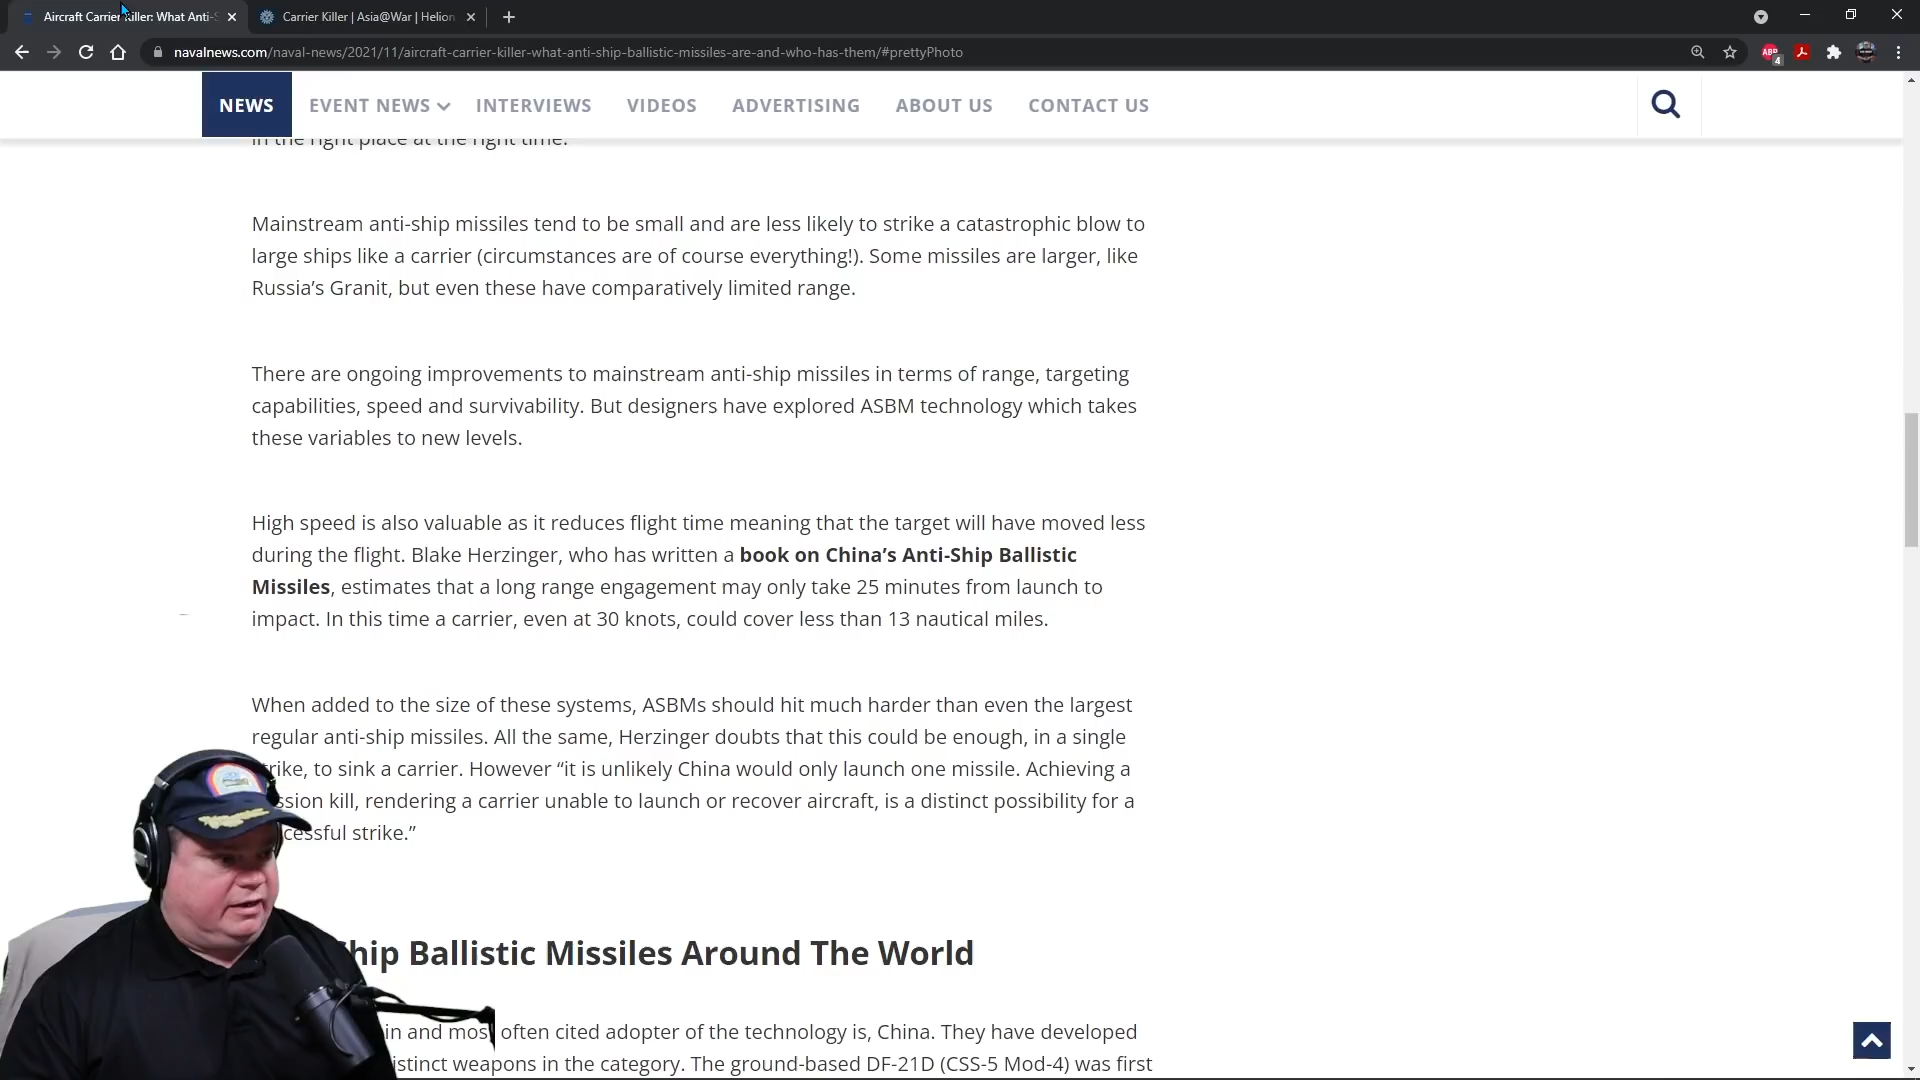 Aircraft Carrier Killer: What Anti-S
Carrier Killer | Asia@War | Helion
navalnews.com/naval-news/2021/11/aircraft-carrier-killer-what-anti-ship-ballistic-missiles-are-and-who-has-them/#prettyPhoto
ABP
4
NEWS EVENT NEWS INTERVIEWS VIDEOS ADVERTISING ABOUT US CONTACT US
in the right place at the right time.
Mainstream anti-ship missiles tend to be small and are less likely to strike a catastrophic blow to
large ships like a carrier (circumstances are of course everything!). Some missiles are larger, like
Russia’s Granit, but even these have comparatively limited range.
There are ongoing improvements to mainstream anti-ship missiles in terms of range, targeting
capabilities, speed and survivability. But designers have explored ASBM technology which takes
these variables to new levels.
High speed is also valuable as it reduces flight time meaning that the target will have moved less
during the flight. Blake Herzinger, who has written a book on China’s Anti-Ship Ballistic
Missiles, estimates that a long range engagement may only take 25 minutes from launch to
impact. In this time a carrier, even at 30 knots, could cover less than 13 nautical miles.
When added to the size of these systems, ASBMs should hit much harder than even the largest
regular anti-ship missiles. All the same, Herzinger doubts that this could be enough, in a single
trike, to sink a carrier. However “it is unlikely China would only launch one missile. Achieving a
ssion kill, rendering a carrier unable to launch or recover aircraft, is a distinct possibility for a
cessful strike.”
hip Ballistic Missiles Around The World
in and most often cited adopter of the technology is, China. They have developed
istinct weapons in the category. The ground-based DF-21D (CSS-5 Mod-4) was first